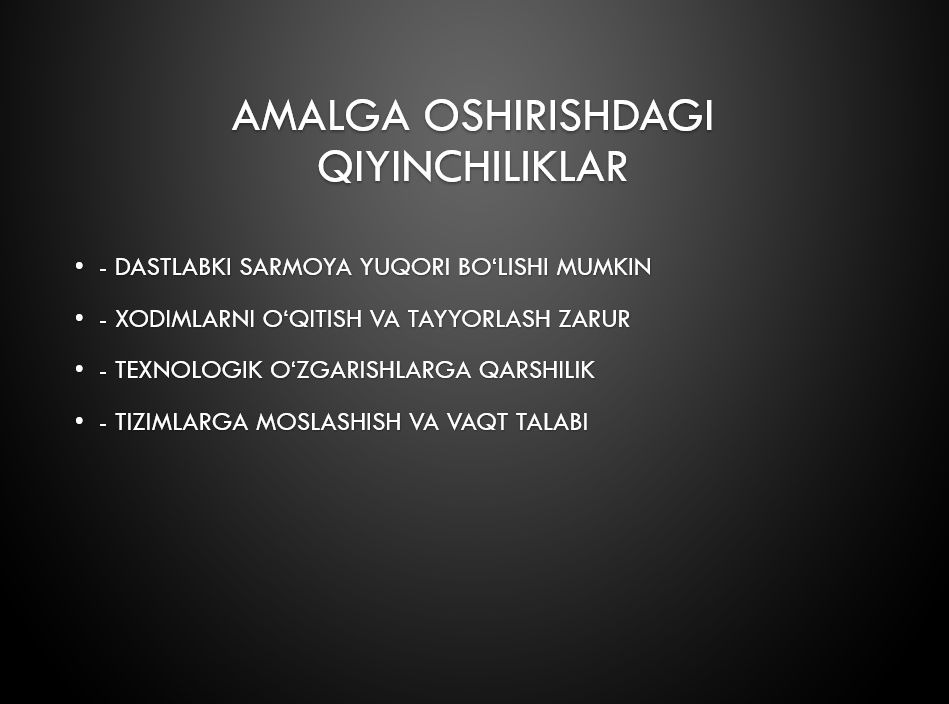 AMALGA OSHIRISHDAGI
QIYINCHILIKLAR
• - DASTLABKI SARMOYA YUQORI BO‘LISHI MUMKIN
• - XODIMLARNI O‘QITISH VA TAYYORLASH ZARUR
• - TEXNOLOGIK O‘ZGARISHLARGA QARSHILIK
• - TIZIMLARGA MOSLASHISH VA VAQT TALABI